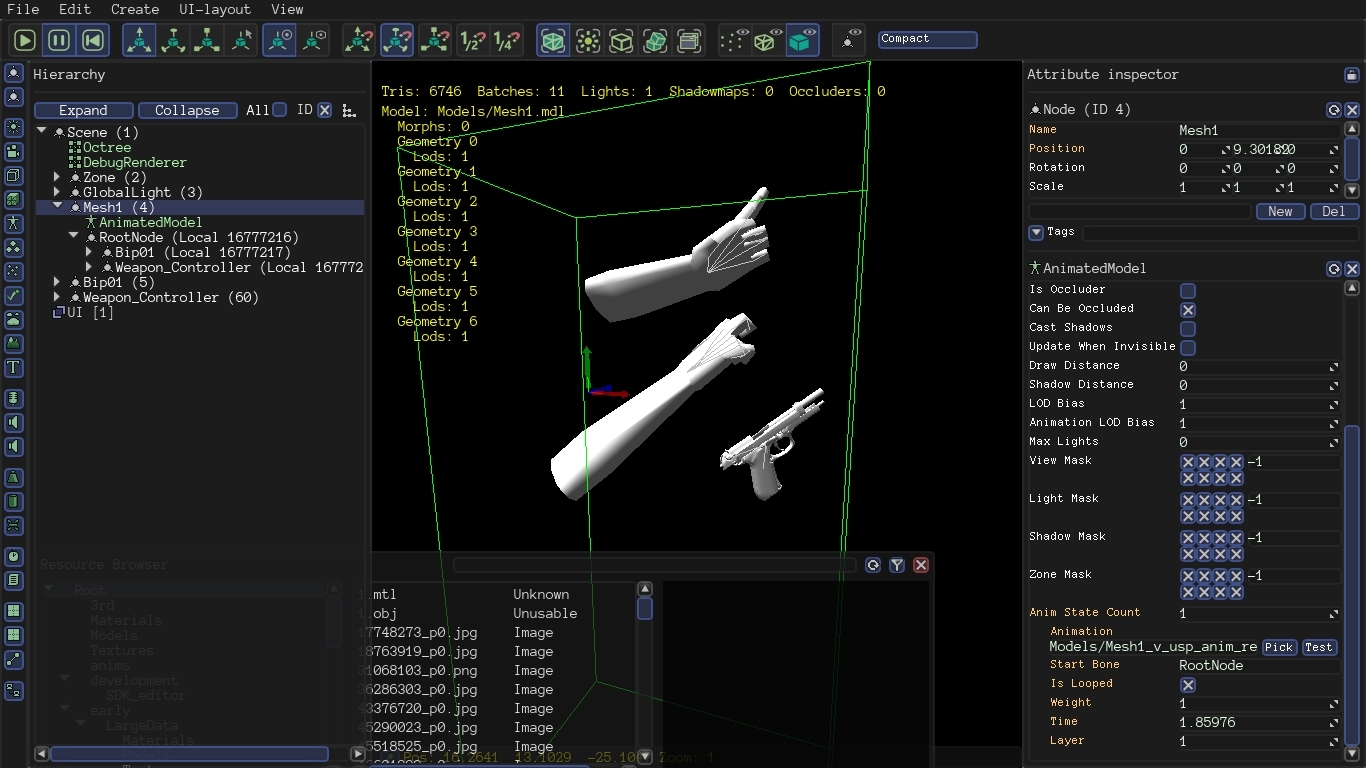 File Edit Create UI-layout View
1/2? 1/4? Compact
Hierarchy
Expand Collapse All ID
Scene (1)
Octree
DebugRenderer
Zone (2)
GlobalLight (3)
Mesh1 (4)
AnimatedModel
RootNode (Local 16777216)
Bip01 (Local 16777217)
Weapon_Controller (Local 167772
Bip01 (5)
Weapon_Controller (60)
UI [1]
Tris: 6746 Batches: 11 Lights: 1 Shadowmaps: 0 Occluders: 0
Model: Models/Mesh1.mdl
Morphs: 0
Geometry 0
Lods: 1
Geometry 1
Lods: 1
Geometry 2
Lods: 1
Geometry 3
Lods: 1
Geometry 4
Lods: 1
Geometry 5
Lods: 1
Geometry 6
Lods: 1
Resource Browser
Root
3rd
Materials
Models
Textures
anims
development
SDK_editor
early
LargeData
Materials
.mtl Unknown
.obj Unusable
17748273_p0.jpg Image
18763919_p0.jpg Image
31068103_p0.png Image
36286303_p0.jpg Image
43376720_p0.jpg Image
45290023_p0.jpg Image
55518525_p0.jpg Image
Pos: 16.2641 13.1029 -25.10 Zoom: 1
Attribute inspector
Node (ID 4)
Name Mesh1
Position 0 0
Rotation 0 0 0
Scale 1 1 1
New Del
Tags
AnimatedModel
Is Occluder
Can Be Occluded
Cast Shadows
Update When Invisible
Draw Distance 0
Shadow Distance 0
LOD Bias 1
Animation LOD Bias 1
Max Lights 0
View Mask -1
Light Mask -1
Shadow Mask -1
Zone Mask -1
Anim State Count 1
Animation
Models/Mesh1_v_usp_anim_re Pick Test
Start Bone RootNode
Is Looped
Weight 1
Time 1.85976
Layer 1